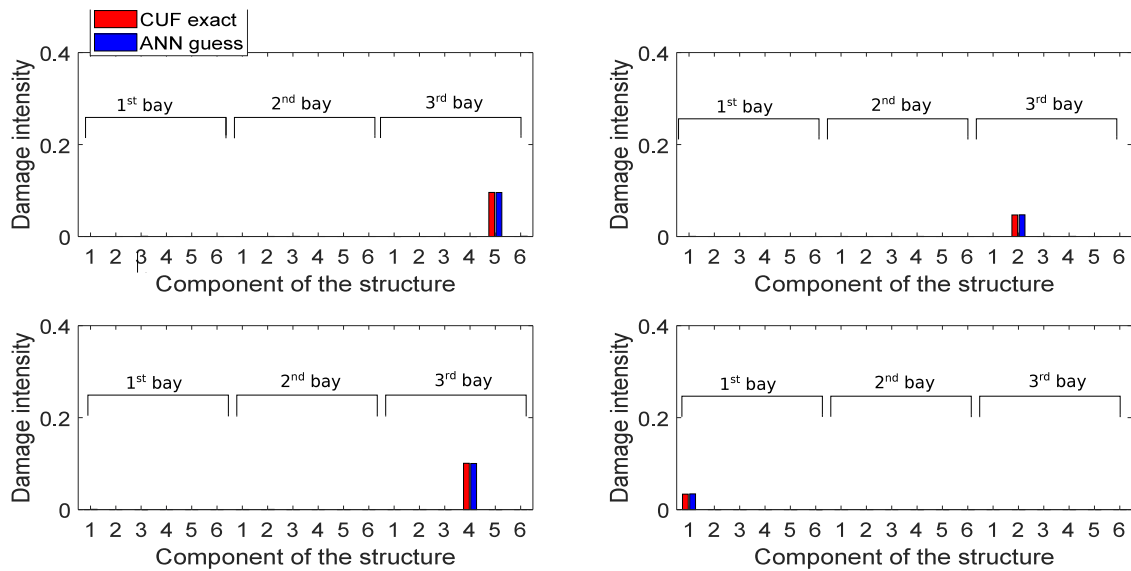 CUF exact
ANN guess
Damage intensity
0.4
0.2
0
1st bay
2nd bay
3rd bay
1 2 3 4 5 6 1 2 3 4 5 6 1 2 3 4 5 6
Component of the structure
Damage intensity
0.4
0.2
0
1st bay
2nd bay
3rd bay
1 2 3 4 5 6 1 2 3 4 5 6 1 2 3 4 5 6
Component of the structure
Damage intensity
0.4
0.2
0
1st bay
2nd bay
3rd bay
1 2 3 4 5 6 1 2 3 4 5 6 1 2 3 4 5 6
Component of the structure
Damage intensity
0.4
0.2
0
1st bay
2nd bay
3rd bay
1 2 3 4 5 6 1 2 3 4 5 6 1 2 3 4 5 6
Component of the structure